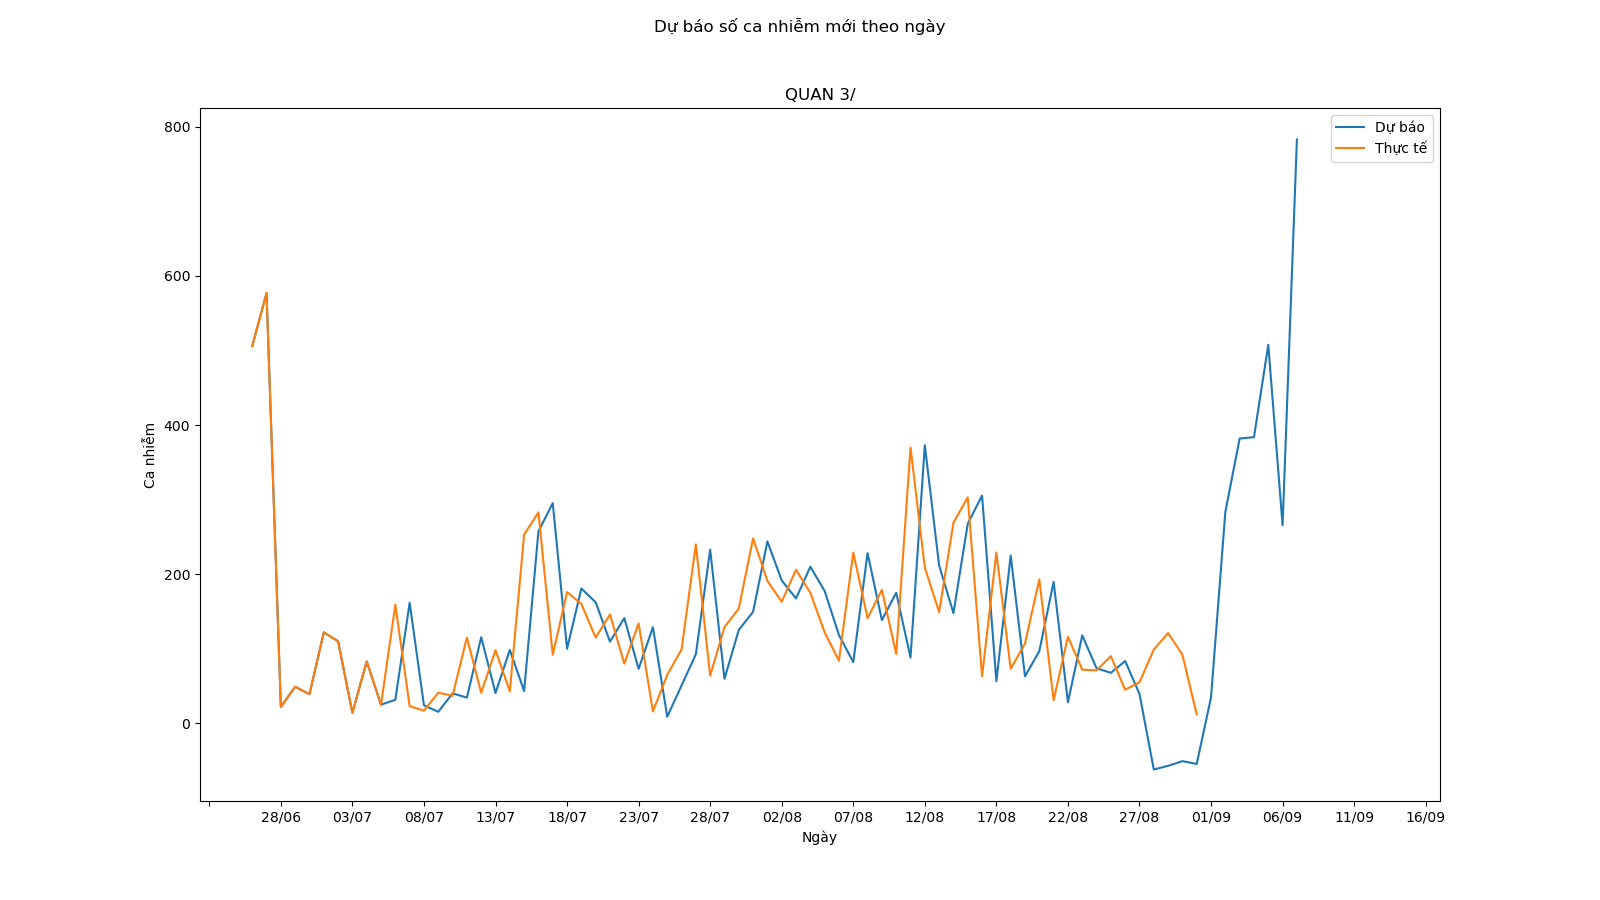 Dự báo số ca nhiễm mới theo ngày
QUAN 3/
Dự báo
Thực tế
800
600
400
200
0
Ca nhiễm
28/06 03/07 08/07 13/07 18/07 23/07 28/07 02/08 07/08 12/08 17/08 22/08 27/08 01/09 06/09 11/09 16/09
Ngày